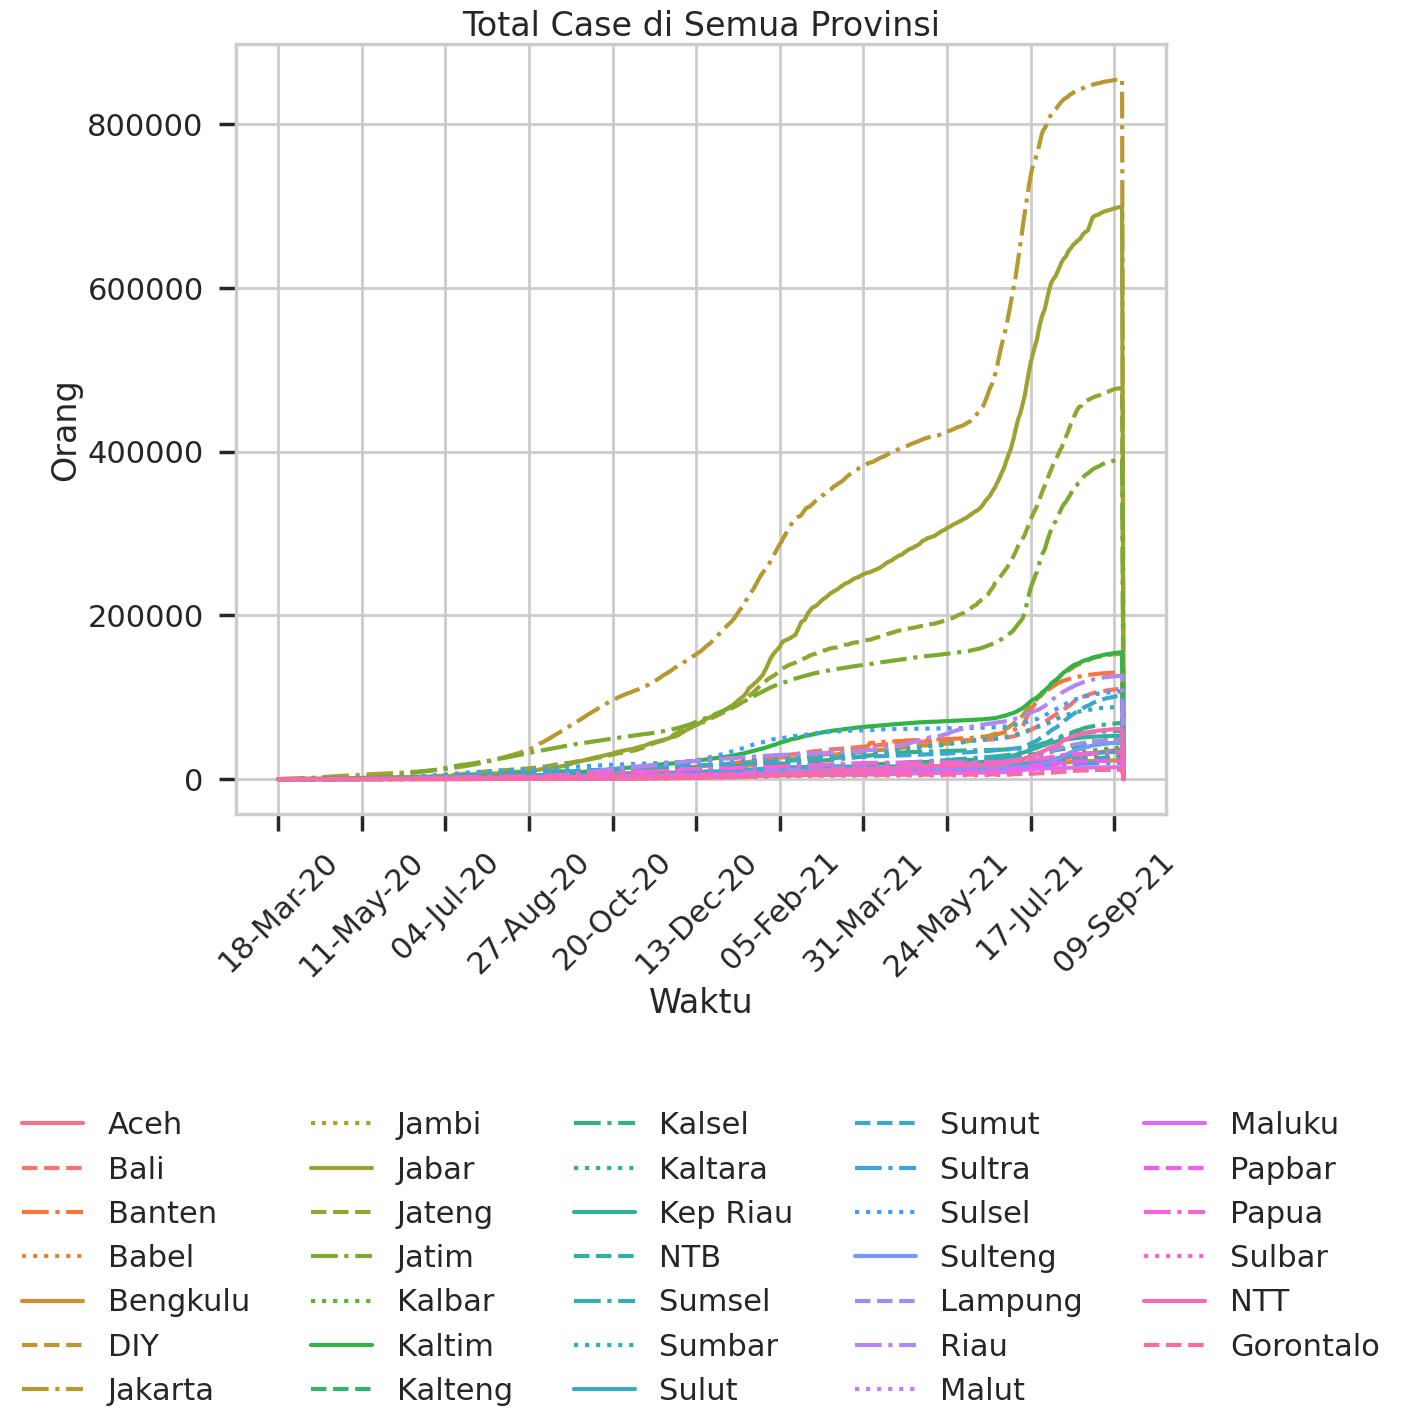 Total Case di Semua Provinsi
800000
600000
400000
200000
0
Orang
18-Mar-20
11-May-20
04-Jul-20
27-Aug-20
20-Oct-20
13-Dec-20
05-Feb-21
31-Mar-21
24-May-21
17-Jul-21
09-Sep-21
Waktu
Aceh
Bali
Banten
Babel
Bengkulu
DIY
Jakarta
Jambi
Jabar
Jateng
Jatim
Kalbar
Kaltim
Kalteng
Kalsel
Kaltara
Kep Riau
NTB
Sumsel
Sumbar
Sulut
Sumut
Sultra
Sulsel
Sulteng
Lampung
Riau
Malut
Maluku
Papbar
Papua
Sulbar
NTT
Gorontalo